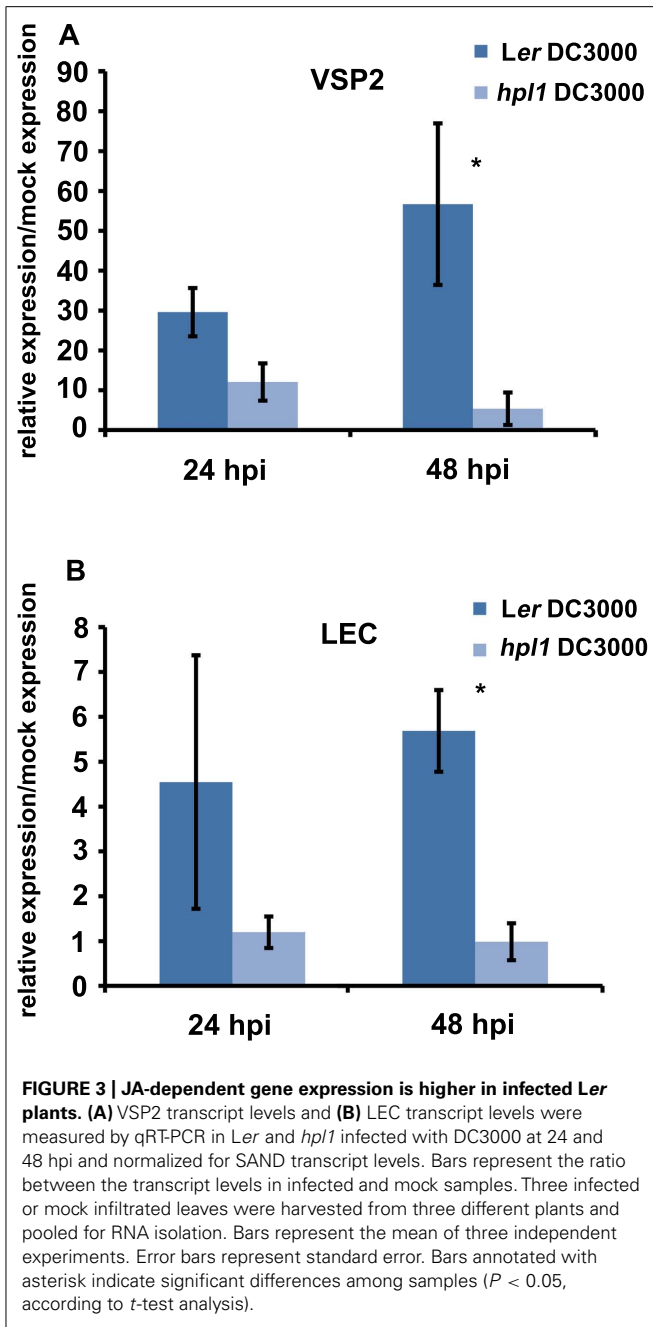 A
Ler DC3000
hpl1 DC3000
VSP2
relative expression/mock expression
90
80
70
60
50
40
30
20
10
0
*
24 hpi
48 hpi
B
Ler DC3000
hpl1 DC3000
LEC
relative expression/mock expression
8
7
6
5
4
3
2
1
0
*
24 hpi
48 hpi
FIGURE 3 | JA-dependent gene expression is higher in infected Ler
plants. (A) VSP2 transcript levels and (B) LEC transcript levels were
measured by qRT-PCR in Ler and hpl1 infected with DC3000 at 24 and
48 hpi and normalized for SAND transcript levels. Bars represent the ratio
between the transcript levels in infected and mock samples. Three infected
or mock infiltrated leaves were harvested from three different plants and
pooled for RNA isolation. Bars represent the mean of three independent
experiments. Error bars represent standard error. Bars annotated with
asterisk indicate significant differences among samples (P < 0.05,
according to t-test analysis).